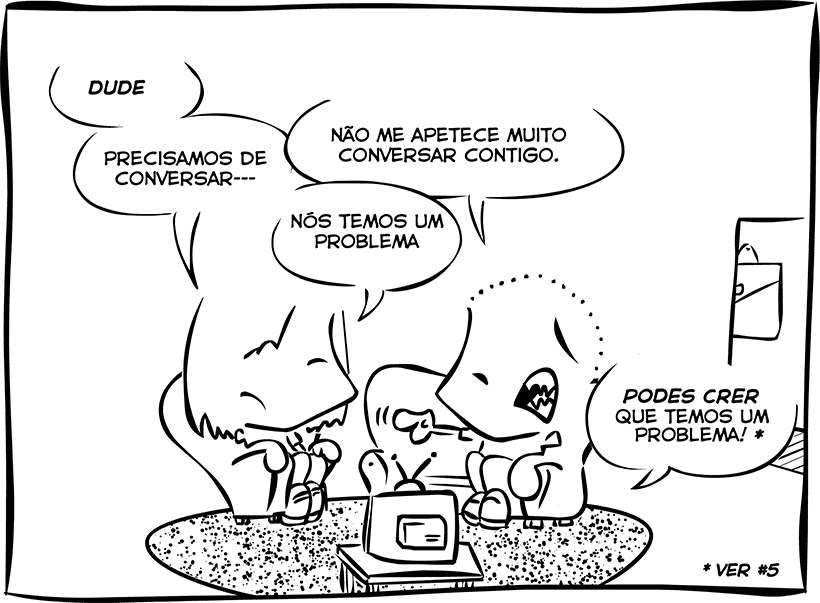 DUDE
PRECISAMOS DE
CONVERSAR---
NÃO ME APETECE MUITO
CONVERSAR CONTIGO.
NÓS TEMOS UM
PROBLEMA
PODES CRER
QUE TEMOS UM
PROBLEMA! *
* VER #5